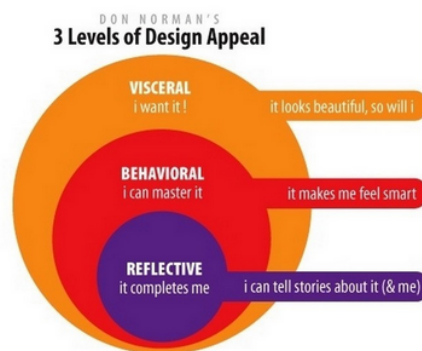 DON NORMAN'S
3 Levels of Design Appeal
VISCERAL
i want it !
it looks beautiful, so will i
BEHAVIORAL
i can master it
it makes me feel smart
REFLECTIVE
it completes me
i can tell stories about it (& me)